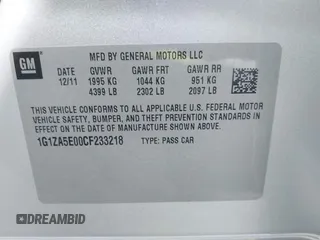 GM
MFD BY GENERAL MOTORS LLC
DATE GVWR GAWR FRT GAWR RR
12/11 1995 KG 1044 KG 951 KG
4399 LB 2302 LB 2097 LB
THIS VEHICLE CONFORMS TO ALL APPLICABLE U.S. FEDERAL MOTOR
VEHICLE SAFETY, BUMPER, AND THEFT PREVENTION STANDARDS
IN EFFECT ON THE DATE OF MANUFACTURE SHOWN ABOVE.
1G1ZA5E00CF233218 TYPE: PASS CAR
DREAMBID